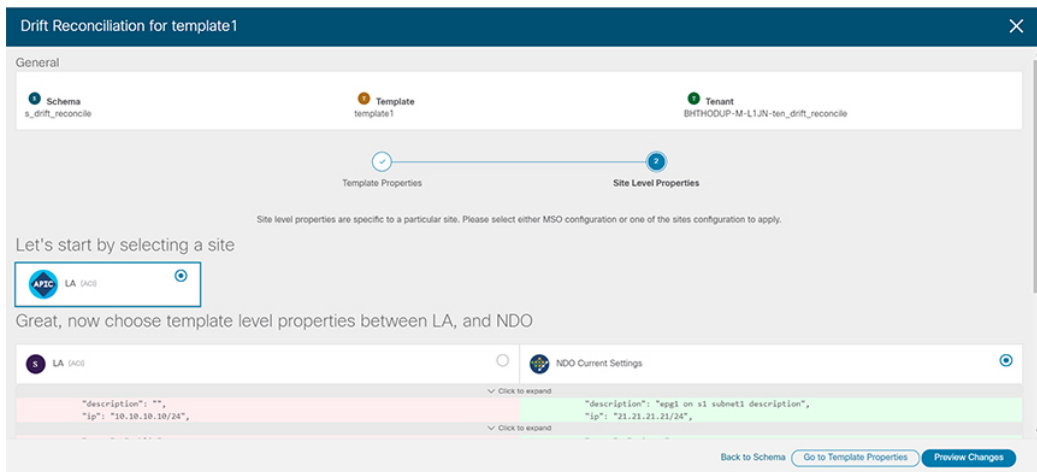 Drift Reconciliation for template1
General
S Schema
s_drift_reconcile
T Template
template1
T Tenant
BHTHODUP-M-L1JN-ten_drift_reconcile
2
Template Properties
Site Level Properties
Site level properties are specific to a particular site. Please select either MSO configuration or one of the sites configuration to apply.
Let's start by selecting a site
APIC LA (ACI)
Great, now choose template level properties between LA, and NDO
S LA (ACI)
NDO Current Settings
Click to expand
"description": "",
"ip": "10.10.10.10/24",
"description": "epg1 on s1 subnet1 description",
"ip": "21.21.21.21/24",
Click to expand
Back to Schema
Go to Template Properties
Preview Changes